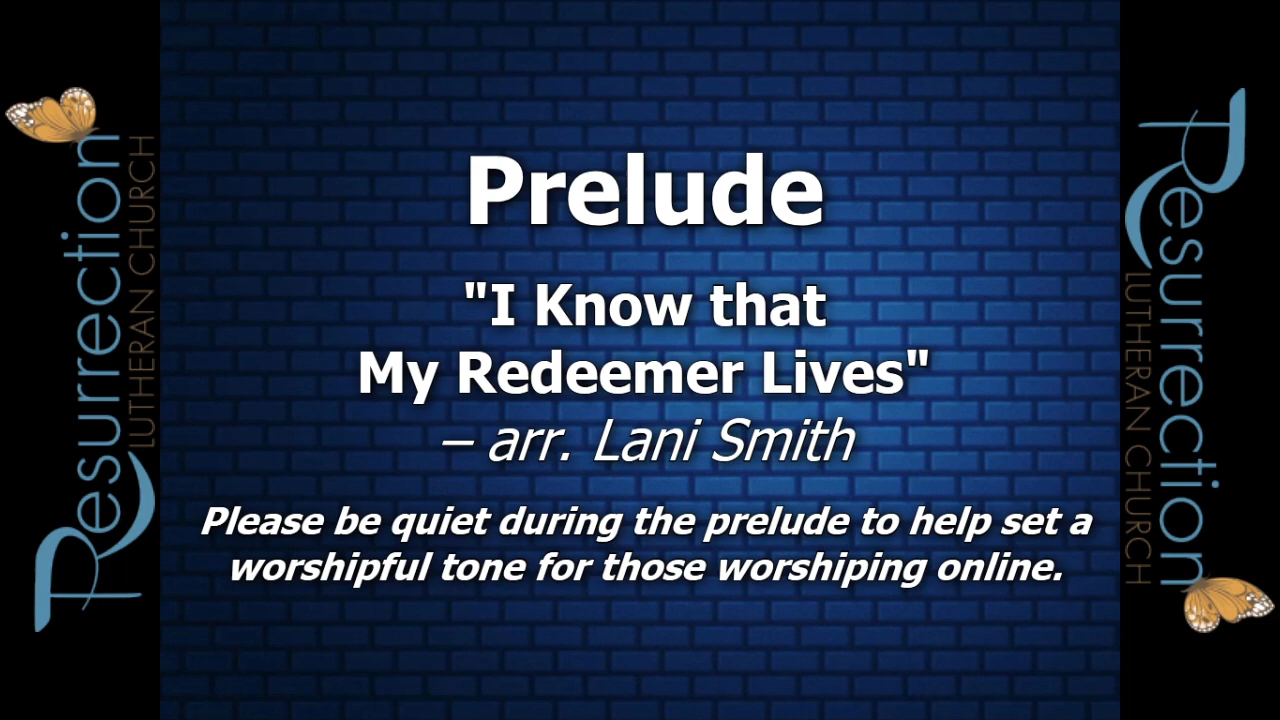 Resurrection
LUTHERAN CHURCH
Prelude
"I Know that
My Redeemer Lives"
– arr. Lani Smith
Please be quiet during the prelude to help set a
worshipful tone for those worshiping online.
Resurrection
LUTHERAN CHURCH